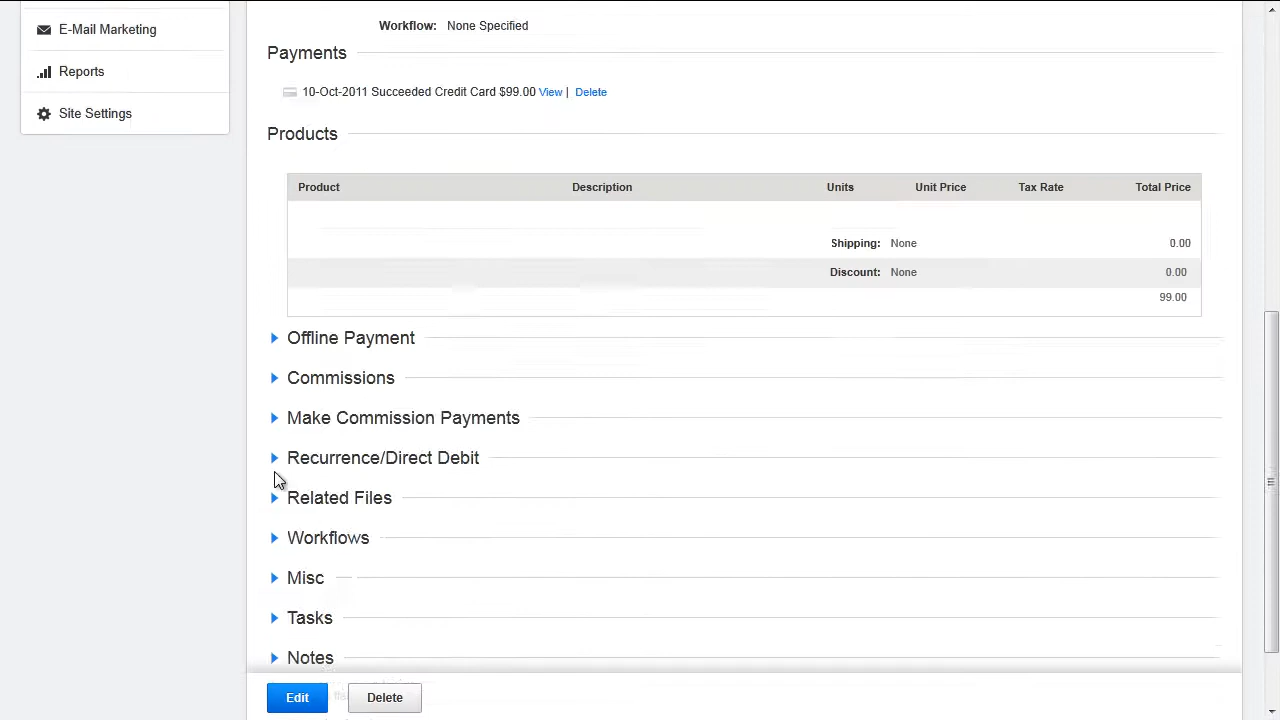 E-Mail Marketing
Reports
Site Settings
Workflow: None Specified
Payments
10-Oct-2011 Succeeded Credit Card $99.00 View | Delete
Products
Product Description Units Unit Price Tax Rate Total Price
Shipping: None 0.00
Discount: None 0.00
99.00
Offline Payment
Commissions
Make Commission Payments
Recurrence/Direct Debit
Related Files
Workflows
Misc
Tasks
Notes
Edit Delete